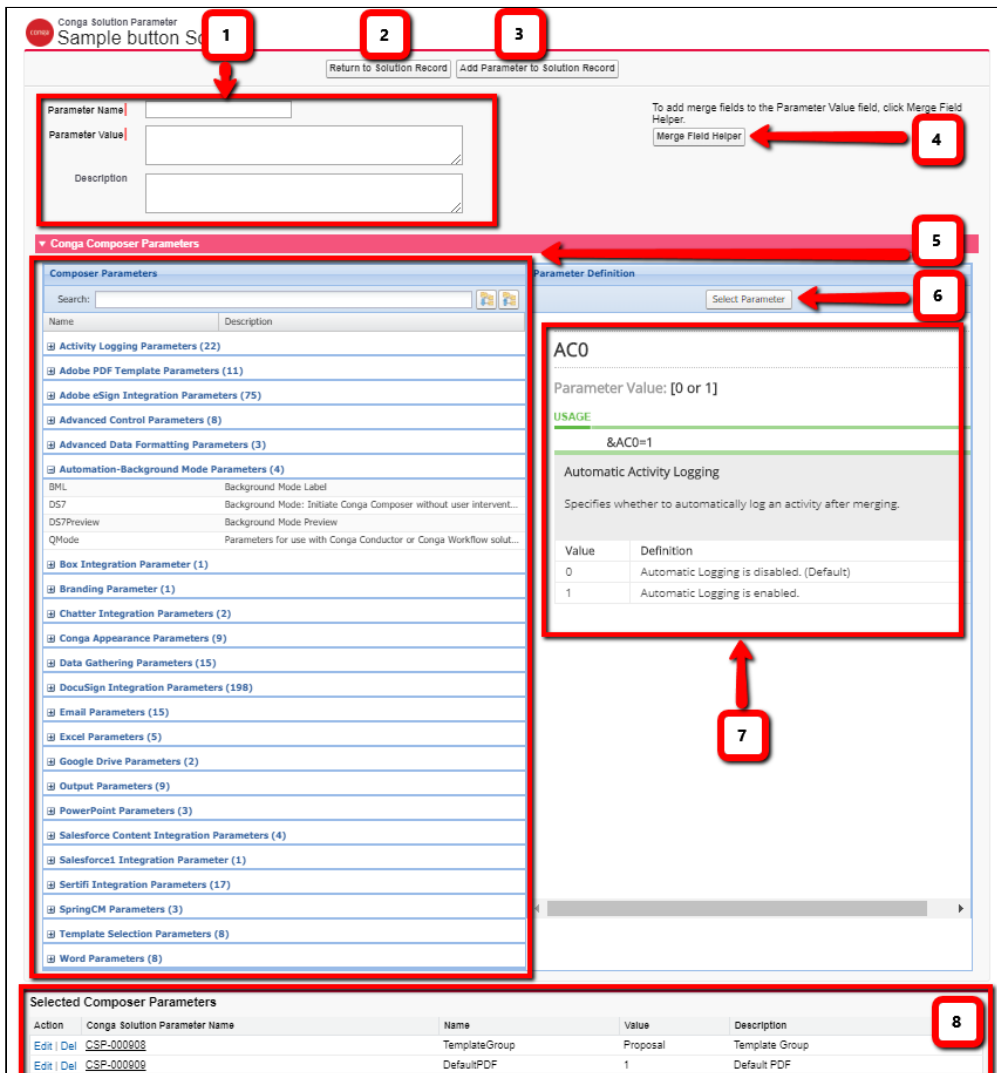 conga
Conga Solution Parameter
Sample button So
1
2
3
Return to Solution Record
Add Parameter to Solution Record
Parameter Name
Parameter Value
Description
To add merge fields to the Parameter Value field, click Merge Field
Helper.
Merge Field Helper
4
Conga Composer Parameters
5
Composer Parameters
Search:
Name Description
Activity Logging Parameters (22)
Adobe PDF Template Parameters (11)
Adobe eSign Integration Parameters (75)
Advanced Control Parameters (8)
Advanced Data Formatting Parameters (3)
Automation-Background Mode Parameters (4)
BML Background Mode Label
DS7 Background Mode: Initiate Conga Composer without user intervent...
DS7Preview Background Mode Preview
QMode Parameters for use with Conga Conductor or Conga Workflow solut...
Box Integration Parameter (1)
Branding Parameter (1)
Chatter Integration Parameters (2)
Conga Appearance Parameters (9)
Data Gathering Parameters (15)
DocuSign Integration Parameters (198)
Email Parameters (15)
Excel Parameters (5)
Google Drive Parameters (2)
Output Parameters (9)
PowerPoint Parameters (3)
Salesforce Content Integration Parameters (4)
Salesforce1 Integration Parameter (1)
Sertifi Integration Parameters (17)
SpringCM Parameters (3)
Template Selection Parameters (8)
Word Parameters (8)
Parameter Definition
Select Parameter
6
AC0
Parameter Value: [0 or 1]
USAGE
&AC0=1
Automatic Activity Logging
Specifies whether to automatically log an activity after merging.
Value Definition
0 Automatic Logging is disabled. (Default)
1 Automatic Logging is enabled.
7
Selected Composer Parameters
8
Action Conga Solution Parameter Name Name Value Description
Edit | Del CSP-000908 TemplateGroup Proposal Template Group
Edit | Del CSP-000909 DefaultPDF 1 Default PDF